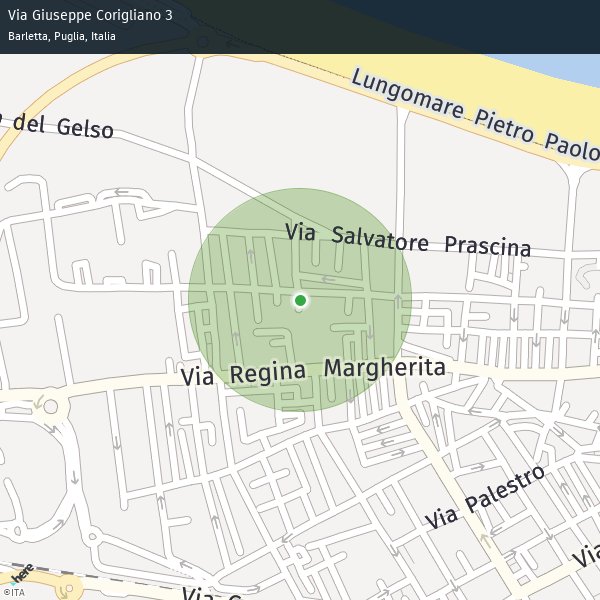 Via Giuseppe Corigliano 3
Barletta, Puglia, Italia
Lungomare Pietro Paolo
del Gelso
Via Salvatore Prascina
Via Regina Margherita
Via Palestro
Via
Via
here
©ITA